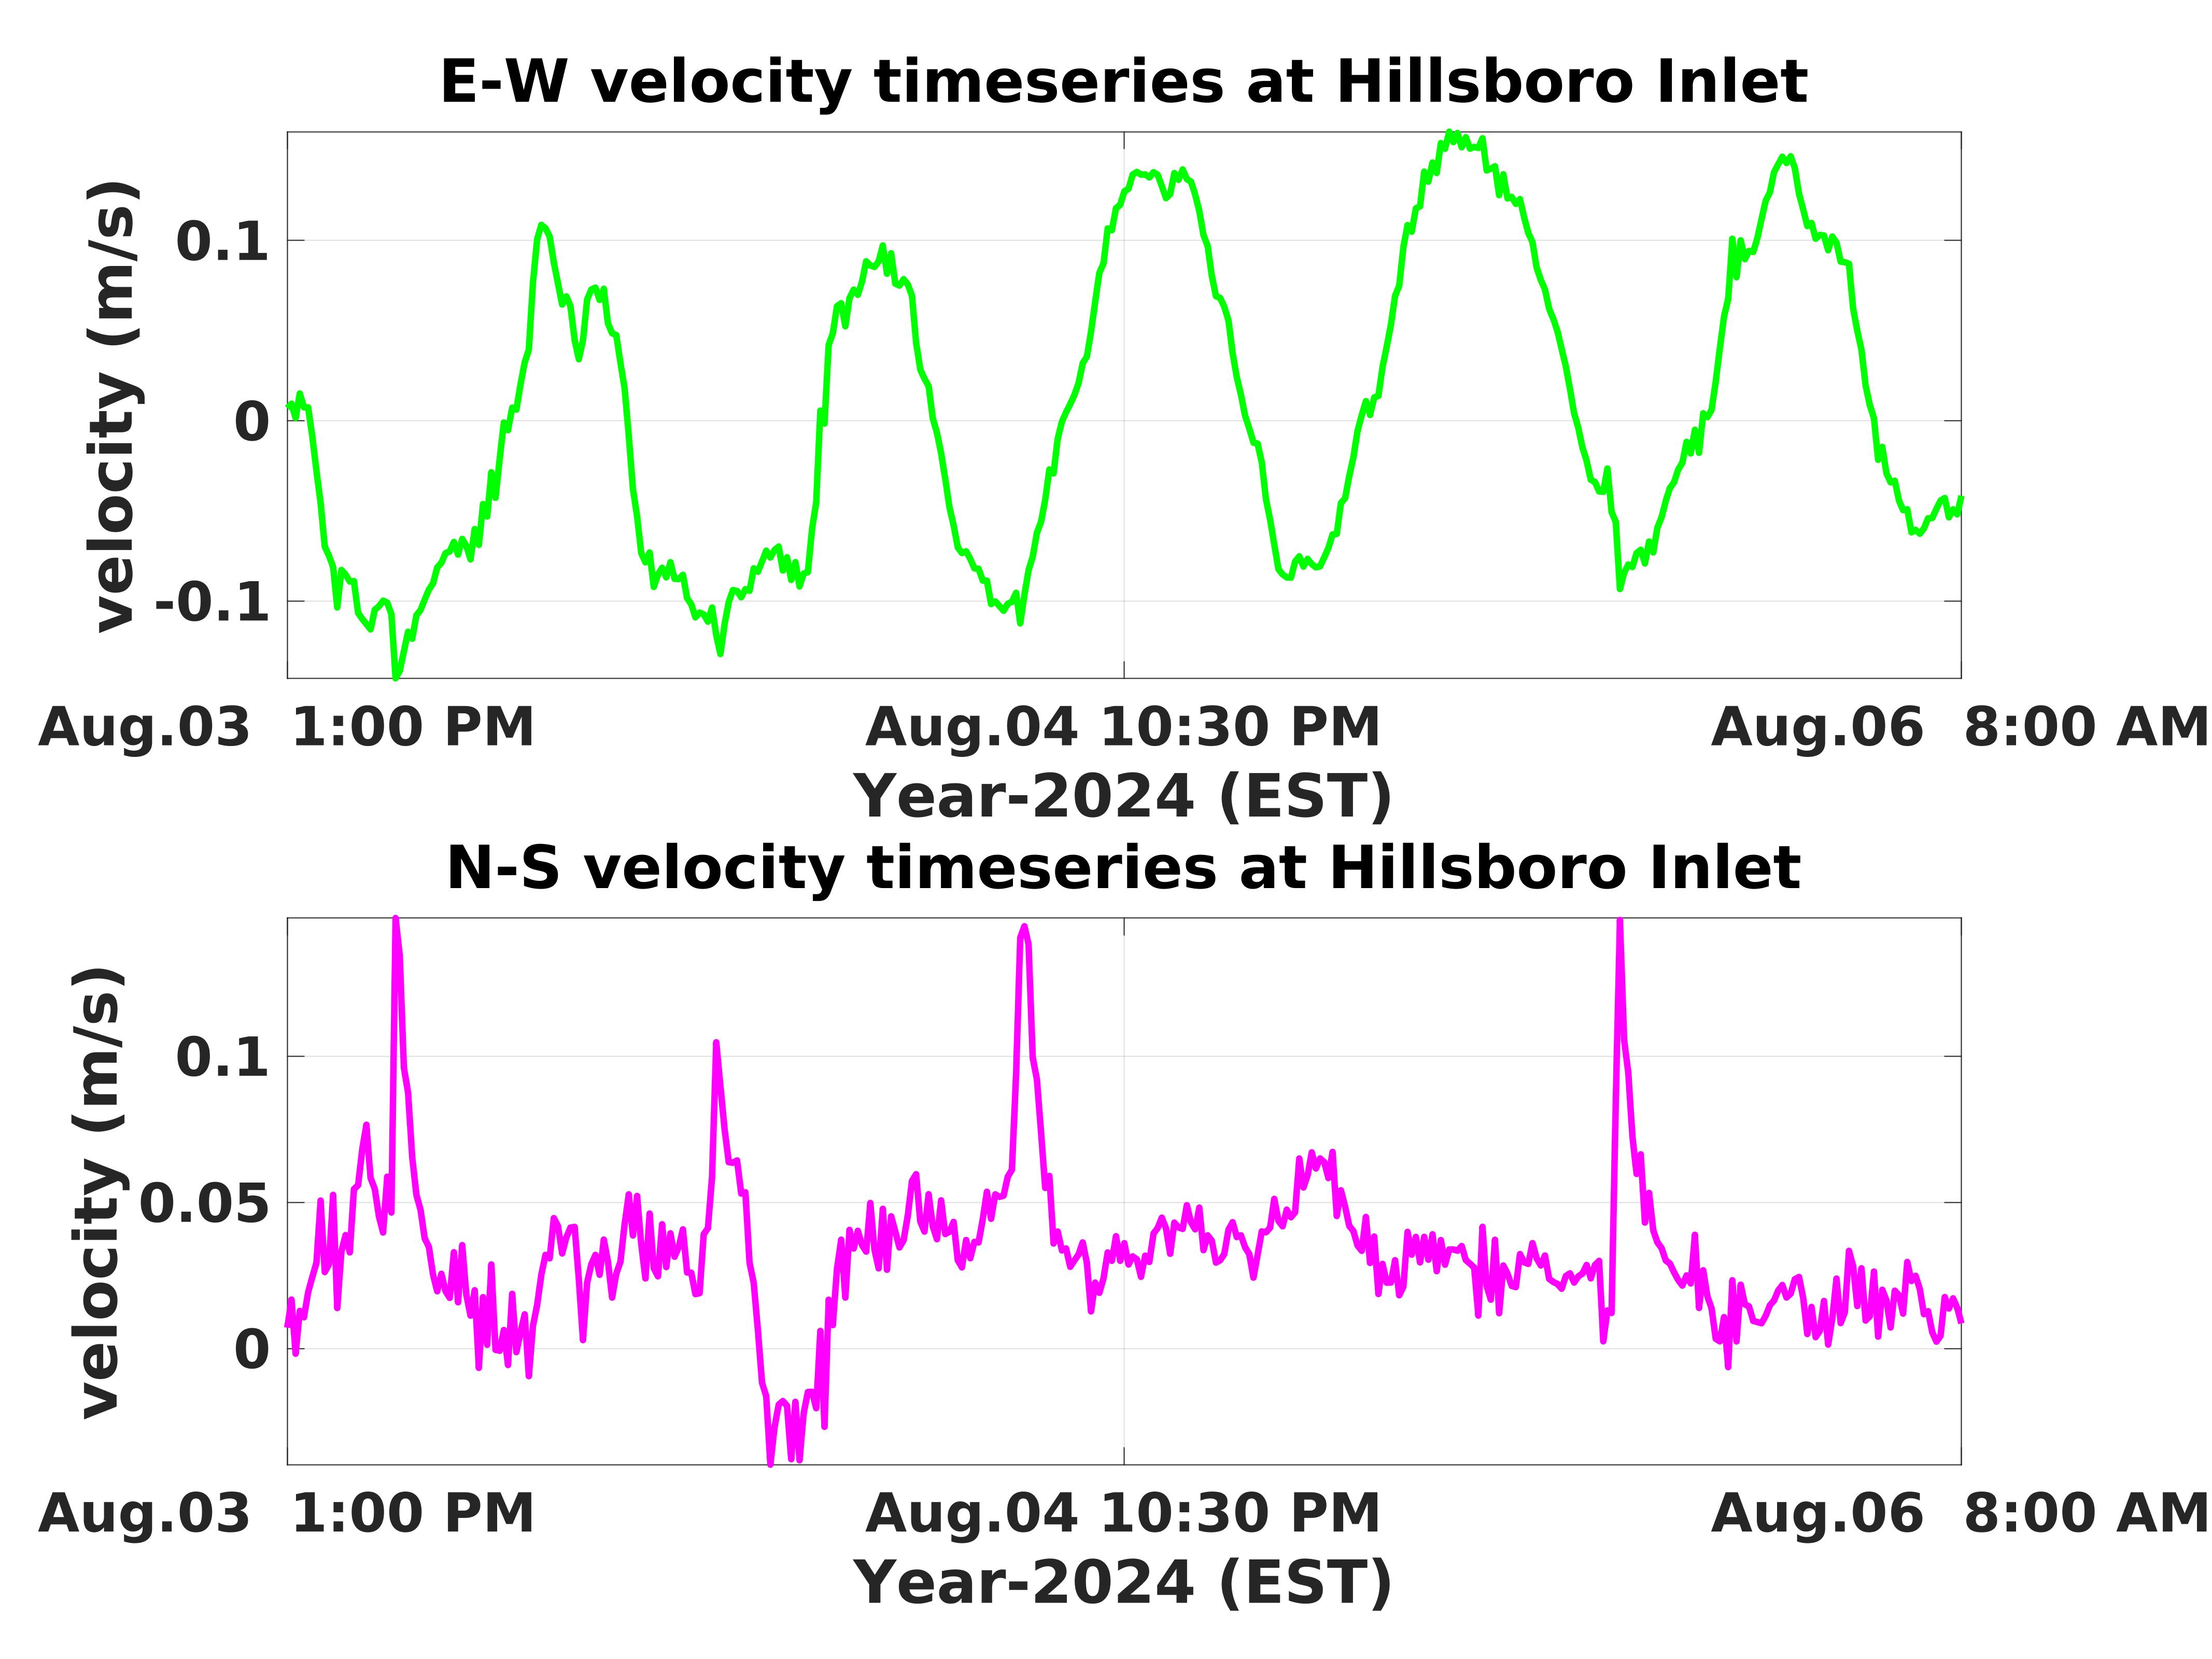 E-W velocity timeseries at Hillsboro Inlet
velocity (m/s)
0.1
0
-0.1
Aug.03  1:00 PM
Aug.04 10:30 PM
Aug.06  8:00 AM
Year-2024 (EST)
N-S velocity timeseries at Hillsboro Inlet
velocity (m/s)
0.1
0.05
0
Aug.03  1:00 PM
Aug.04 10:30 PM
Aug.06  8:00 AM
Year-2024 (EST)